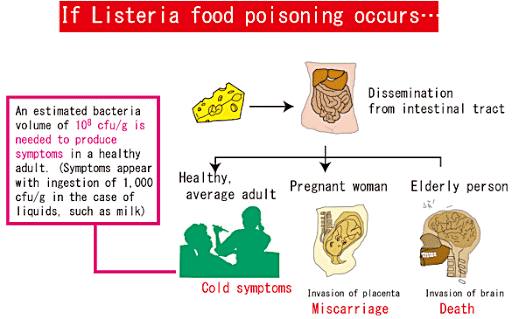 If Listeria food poisoning occurs…
Dissemination
from intestinal tract
An estimated bacteria
volume of 10⁸ cfu/g is
needed to produce
symptoms in a healthy
adult. (Symptoms appear
with ingestion of 1,000
cfu/g in the case of
liquids, such as milk)
Healthy,
average adult
Cold symptoms
Pregnant woman
Invasion of placenta
Miscarriage
Elderly person
Invasion of brain
Death